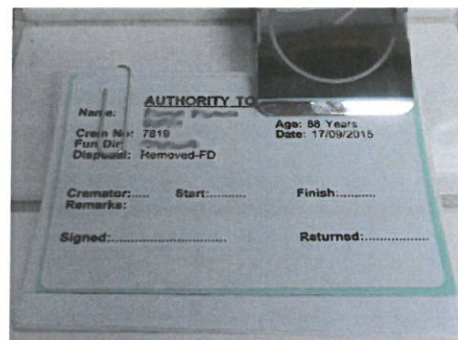 AUTHORITY TO
Name:
Age: 88 Years
Crem No: 7819
Date: 17/09/2015
Fun Dir:
Disposal: Removed-FD
Cremator:..... Start:.......... Finish:..........
Remarks:
Signed:............................ Returned:...............